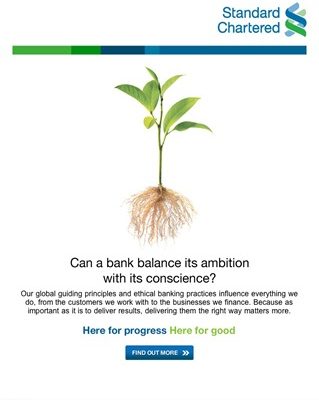 Standard
Chartered
Can a bank balance its ambition
with its conscience?
Our global guiding principles and ethical banking practices influence everything we
do, from the customers we work with to the businesses we finance. Because as
important as it is to deliver results, delivering them the right way matters more.
Here for progress Here for good
FIND OUT MORE »